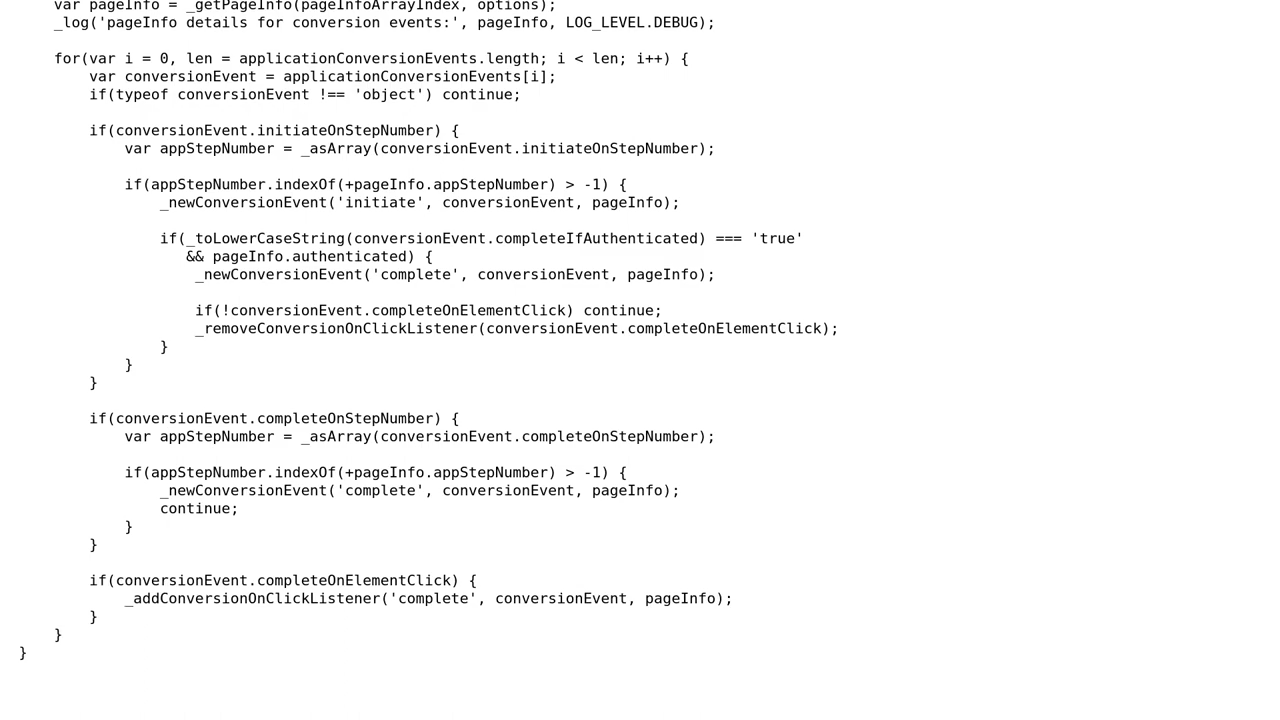 var pageInfo = _getPageInfo(pageInfoArrayIndex, options);
_log('pageInfo details for conversion events:', pageInfo, LOG_LEVEL.DEBUG);
for(var i = 0, len = applicationConversionEvents.length; i < len; i++) {
var conversionEvent = applicationConversionEvents[i];
if(typeof conversionEvent !== 'object') continue;
if(conversionEvent.initiateOnStepNumber) {
var appStepNumber = _asArray(conversionEvent.initiateOnStepNumber);
if(appStepNumber.indexOf(+pageInfo.appStepNumber) > -1) {
_newConversionEvent('initiate', conversionEvent, pageInfo);
if(_toLowerCaseString(conversionEvent.completeIfAuthenticated) === 'true'
&& pageInfo.authenticated) {
_newConversionEvent('complete', conversionEvent, pageInfo);
if(!conversionEvent.completeOnElementClick) continue;
_removeConversionOnClickListener(conversionEvent.completeOnElementClick);
}
}
}
if(conversionEvent.completeOnStepNumber) {
var appStepNumber = _asArray(conversionEvent.completeOnStepNumber);
if(appStepNumber.indexOf(+pageInfo.appStepNumber) > -1) {
_newConversionEvent('complete', conversionEvent, pageInfo);
continue;
}
}
if(conversionEvent.completeOnElementClick) {
_addConversionOnClickListener('complete', conversionEvent, pageInfo);
}
}
}